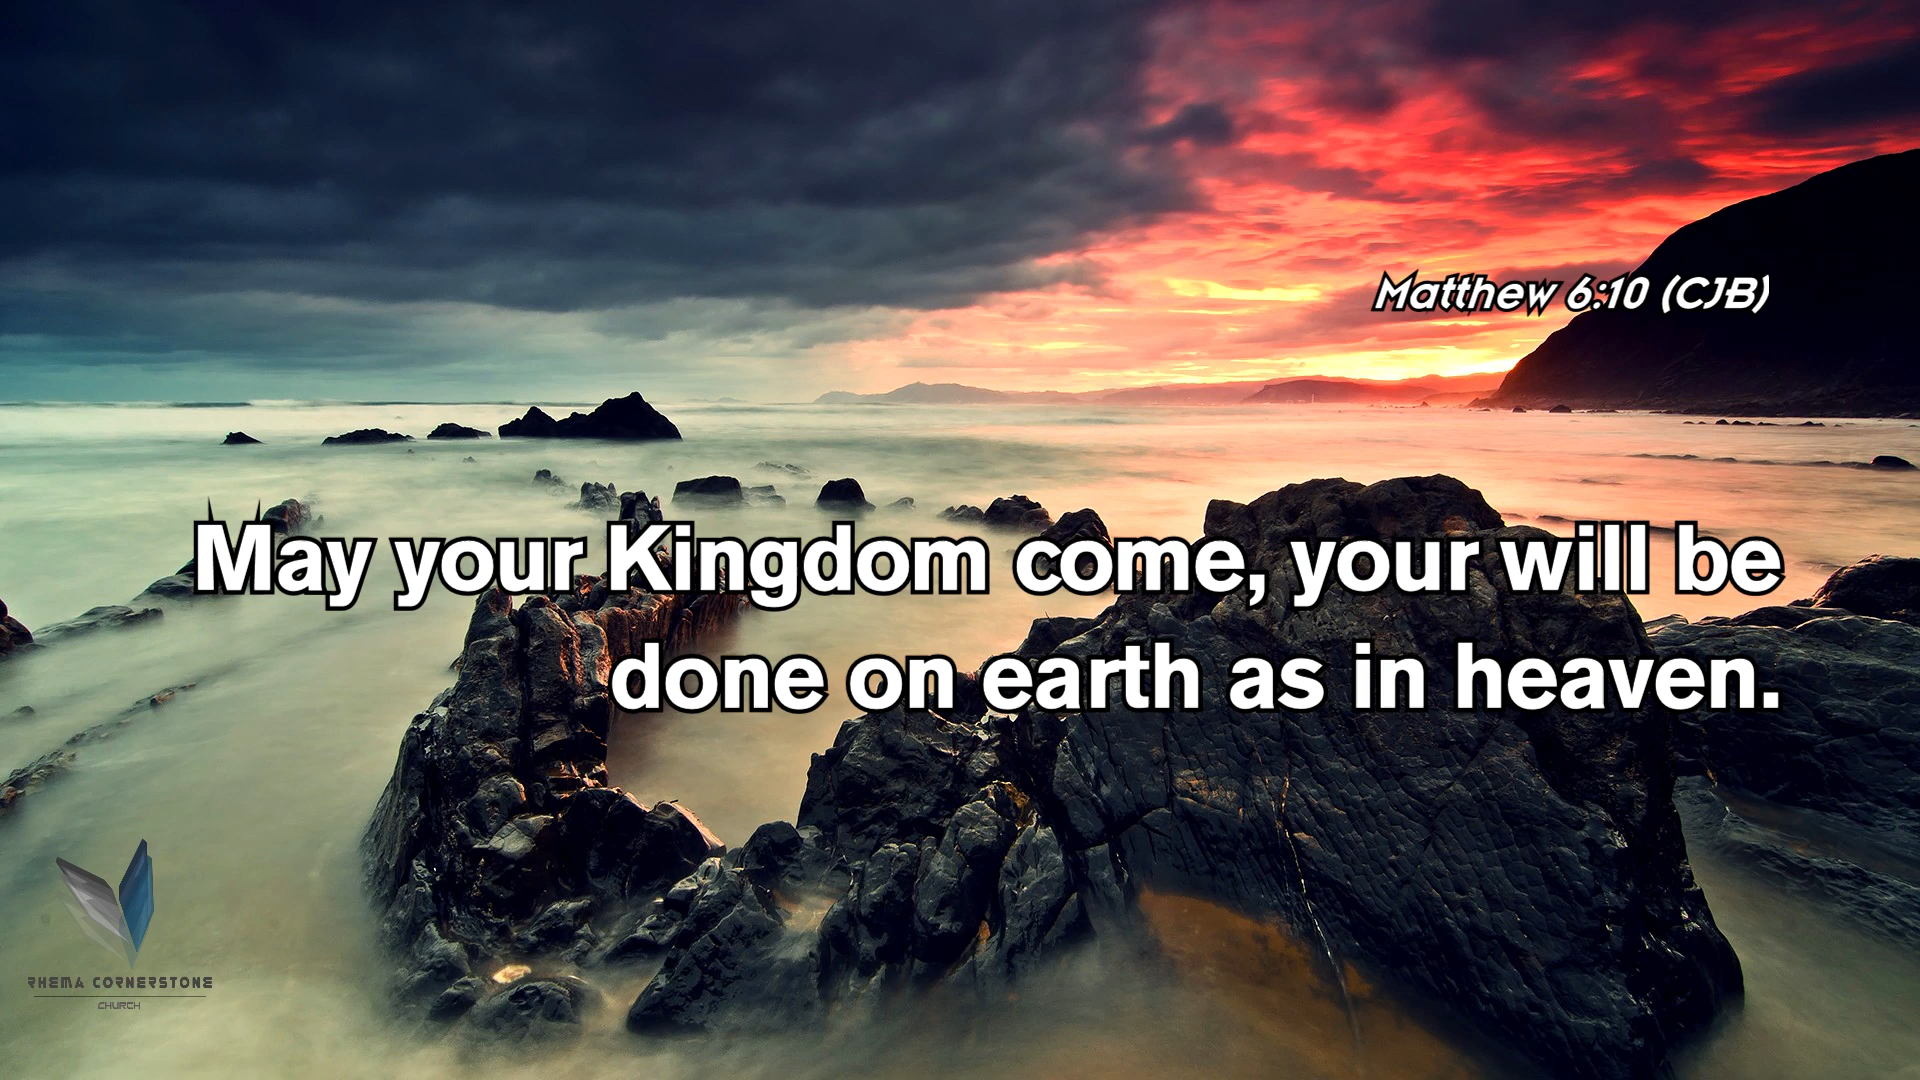 Matthew 6:10 (CJB)
May your Kingdom come, your will be
done on earth as in heaven.
RHEMA CORNERSTONE
CHURCH